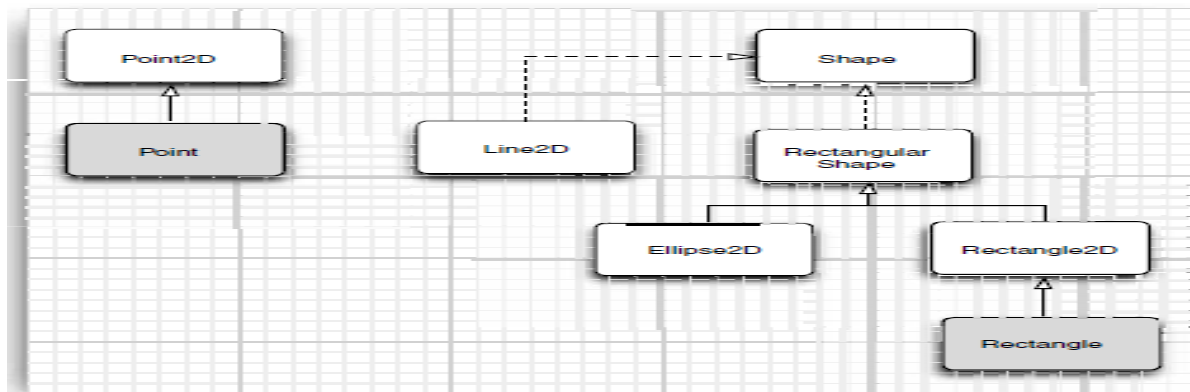 Point2D
Shape
Point
Line2D
Rectangular
Shape
Ellipse2D
Rectangle2D
Rectangle